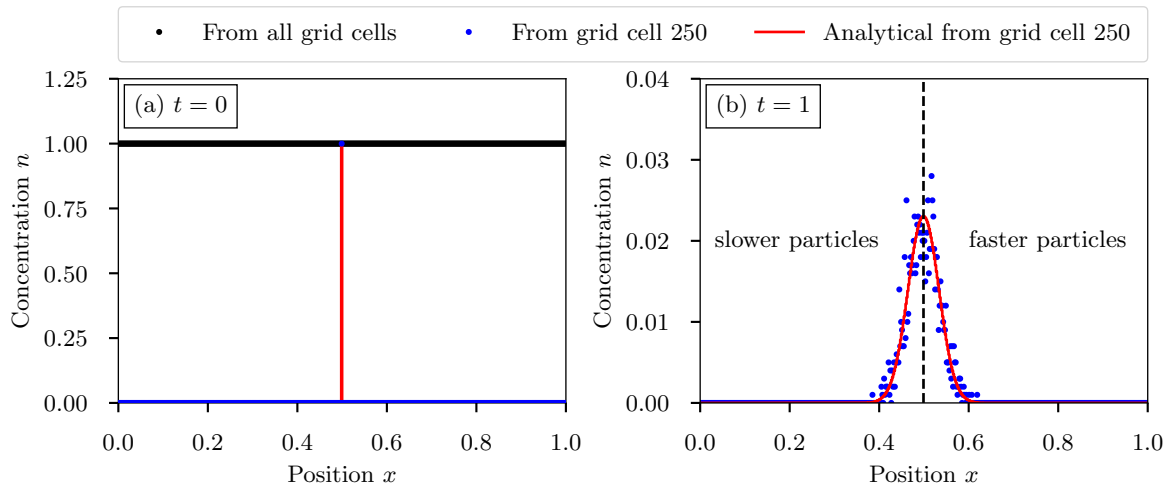 From all grid cells
From grid cell 250
Analytical from grid cell 250
(a) t = 0
1.25
1.00
0.75
0.50
0.25
0.00
Concentration n
0.0 0.2 0.4 0.6 0.8 1.0
Position x
(b) t = 1
0.04
0.03
0.02
0.01
0.00
Concentration n
slower particles
faster particles
0.0 0.2 0.4 0.6 0.8 1.0
Position x